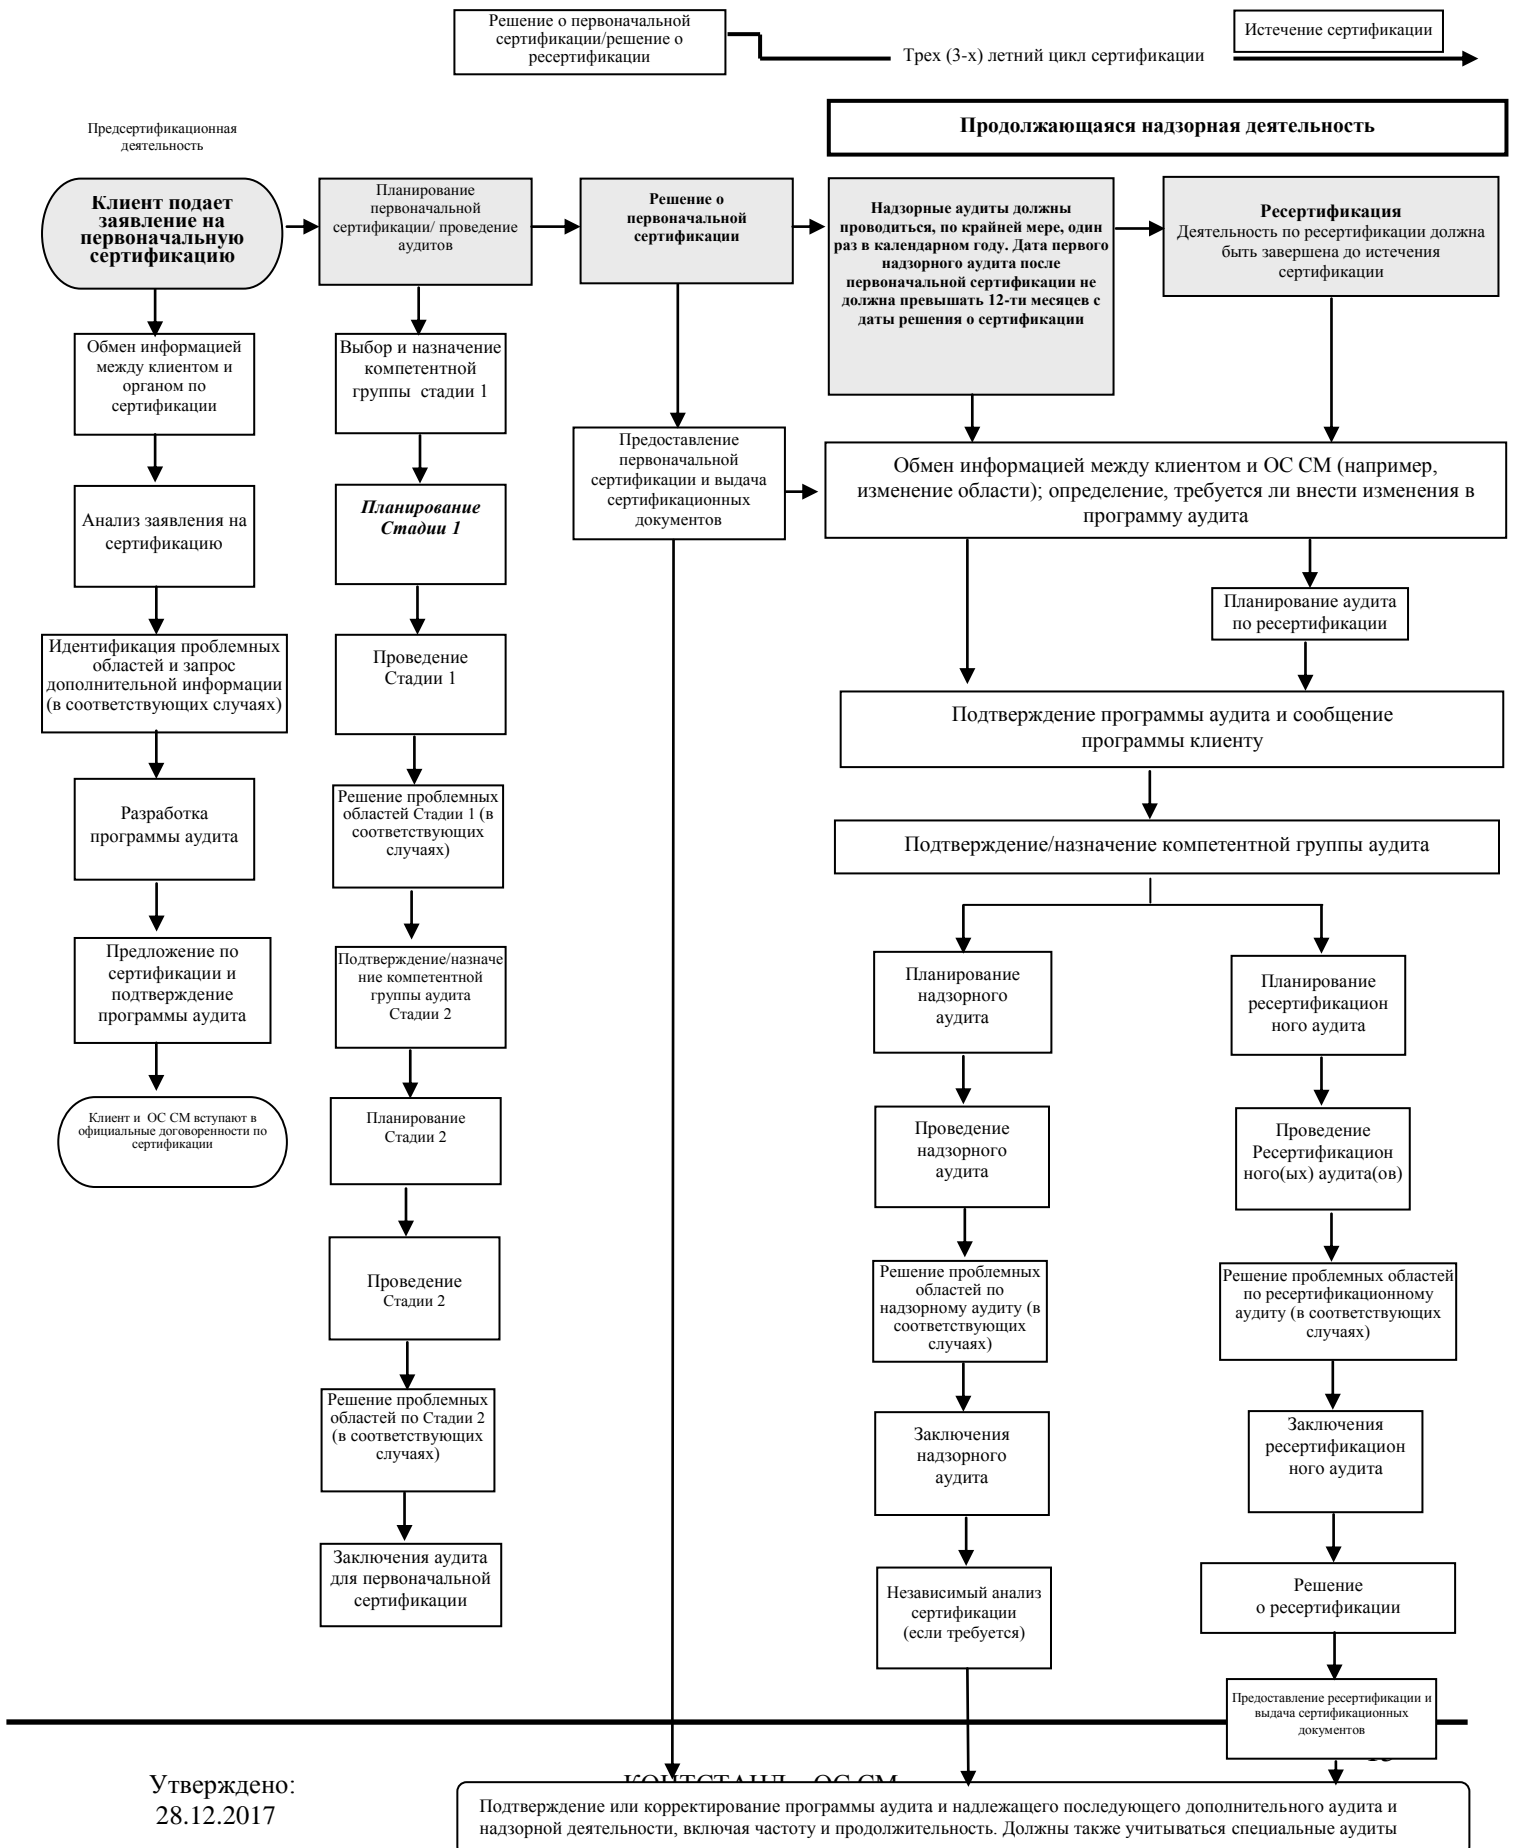 Решение о первоначальной
сертификации/решение о
ресертификации
Трех (3-х) летний цикл сертификации
Истечение сертификации
Предсертификационная
деятельность
Продолжающаяся надзорная деятельность
Клиент подает
заявление на
первоначальную
сертификацию
Планирование
первоначальной
сертификации/ проведение
аудитов
Решение о
первоначальной
сертификации
Надзорные аудиты должны
проводиться, по крайней мере, один
раз в календарном году. Дата первого
надзорного аудита после
первоначальной сертификации не
должна превышать 12-ти месяцев с
даты решения о сертификации
Ресертификация
Деятельность по ресертификации должна
быть завершена до истечения
сертификации
Обмен информацией
между клиентом и
органом по
сертификации
Анализ заявления на
сертификацию
Идентификация проблемных
областей и запрос
дополнительной информации
(в соответствующих случаях)
Разработка
программы аудита
Предложение по
сертификации и
подтверждение
программы аудита
Клиент и ОС СМ вступают в
официальные договоренности по
сертификации
Выбор и назначение
компетентной
группы стадии 1
Планирование
Стадии 1
Проведение
Стадии 1
Решение проблемных
областей Стадии 1 (в
соответствующих
случаях)
Подтверждение/назначе
ние компетентной
группы аудита
Стадии 2
Планирование
Стадии 2
Проведение
Стадии 2
Решение проблемных
областей по Стадии 2
(в соответствующих
случаях)
Заключения аудита
для первоначальной
сертификации
Предоставление
первоначальной
сертификации и выдача
сертификационных
документов
Обмен информацией между клиентом и ОС СМ (например,
изменение области); определение, требуется ли внести изменения в
программу аудита
Планирование аудита
по ресертификации
Подтверждение программы аудита и сообщение
программы клиенту
Подтверждение/назначение компетентной группы аудита
Планирование
надзорного
аудита
Проведение
надзорного
аудита
Решение проблемных
областей по
надзорному аудиту (в
соответствующих
случаях)
Заключения
надзорного
аудита
Независимый анализ
сертификации
(если требуется)
Планирование
ресертификацион
ного аудита
Проведение
Ресертификацион
ного(ых) аудита(ов)
Решение проблемных областей
по ресертификационному
аудиту (в соответствующих
случаях)
Заключения
ресертификацион
ного аудита
Решение
о ресертификации
Предоставление ресертификации и
выдача сертификационных
документов
Утверждено:
28.12.2017
Подтверждение или корректирование программы аудита и надлежащего последующего дополнительного аудита и
надзорной деятельности, включая частоту и продолжительность. Должны также учитываться специальные аудиты